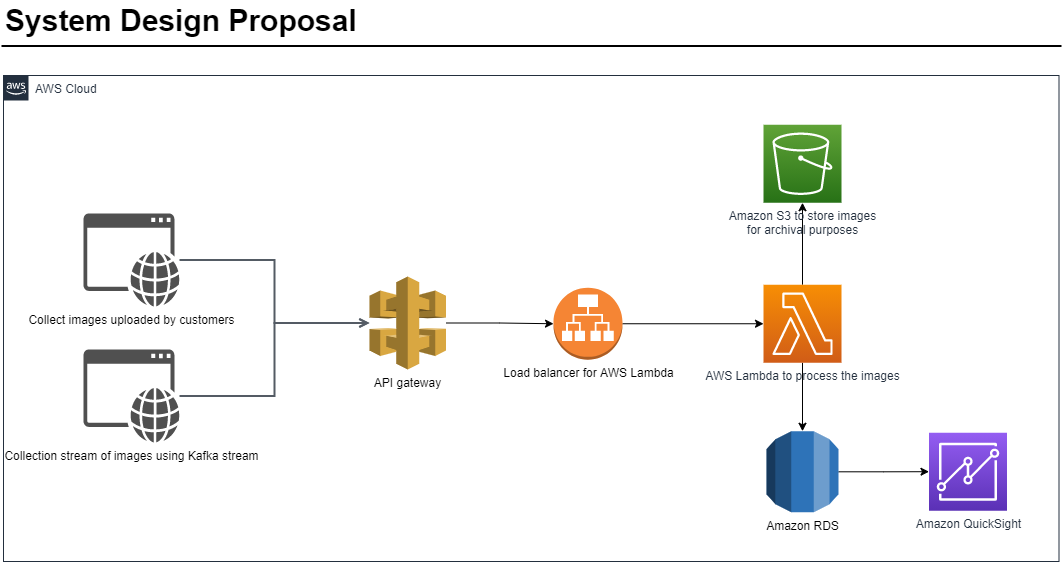 System Design Proposal
aws
AWS Cloud
Amazon S3 to store images
for archival purposes
Collect images uploaded by customers
API gateway
Load balancer for AWS Lambda
AWS Lambda to process the images
Collection stream of images using Kafka stream
Amazon RDS
Amazon QuickSight